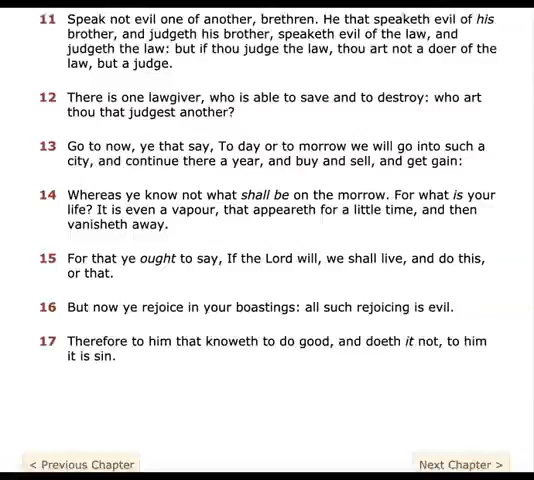 11 Speak not evil one of another, brethren. He that speaketh evil of his
brother, and judgeth his brother, speaketh evil of the law, and
judgeth the law: but if thou judge the law, thou art not a doer of the
law, but a judge.
12 There is one lawgiver, who is able to save and to destroy: who art
thou that judgest another?
13 Go to now, ye that say, To day or to morrow we will go into such a
city, and continue there a year, and buy and sell, and get gain:
14 Whereas ye know not what shall be on the morrow. For what is your
life? It is even a vapour, that appeareth for a little time, and then
vanisheth away.
15 For that ye ought to say, If the Lord will, we shall live, and do this,
or that.
16 But now ye rejoice in your boastings: all such rejoicing is evil.
17 Therefore to him that knoweth to do good, and doeth it not, to him
it is sin.
< Previous Chapter
Next Chapter >